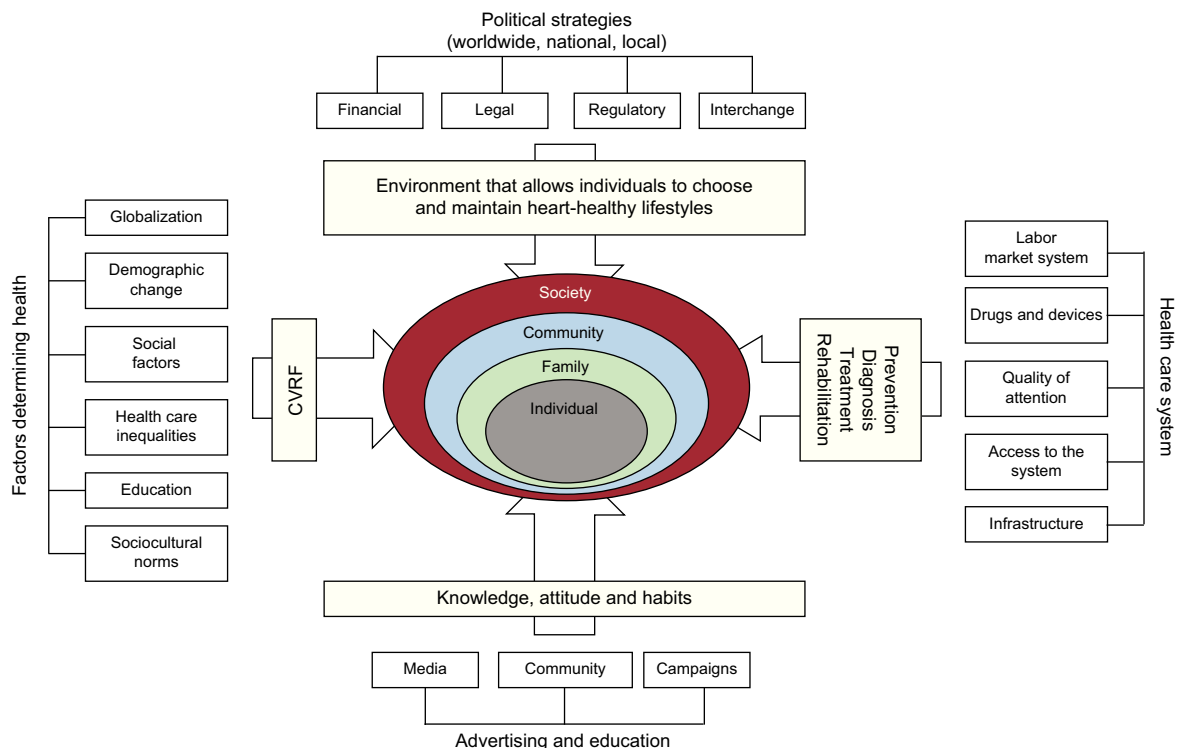 Political strategies
(worldwide, national, local)
Financial
Legal
Regulatory
Interchange
Environment that allows individuals to choose
and maintain heart-healthy lifestyles
Factors determining health
Globalization
Demographic
change
Social
factors
Health care
inequalities
Education
Sociocultural
norms
CVRF
Society
Community
Family
Individual
Prevention
Diagnosis
Treatment
Rehabilitation
Labor
market system
Drugs and devices
Quality of
attention
Access to the
system
Infrastructure
Health care system
Knowledge, attitude and habits
Media
Community
Campaigns
Advertising and education